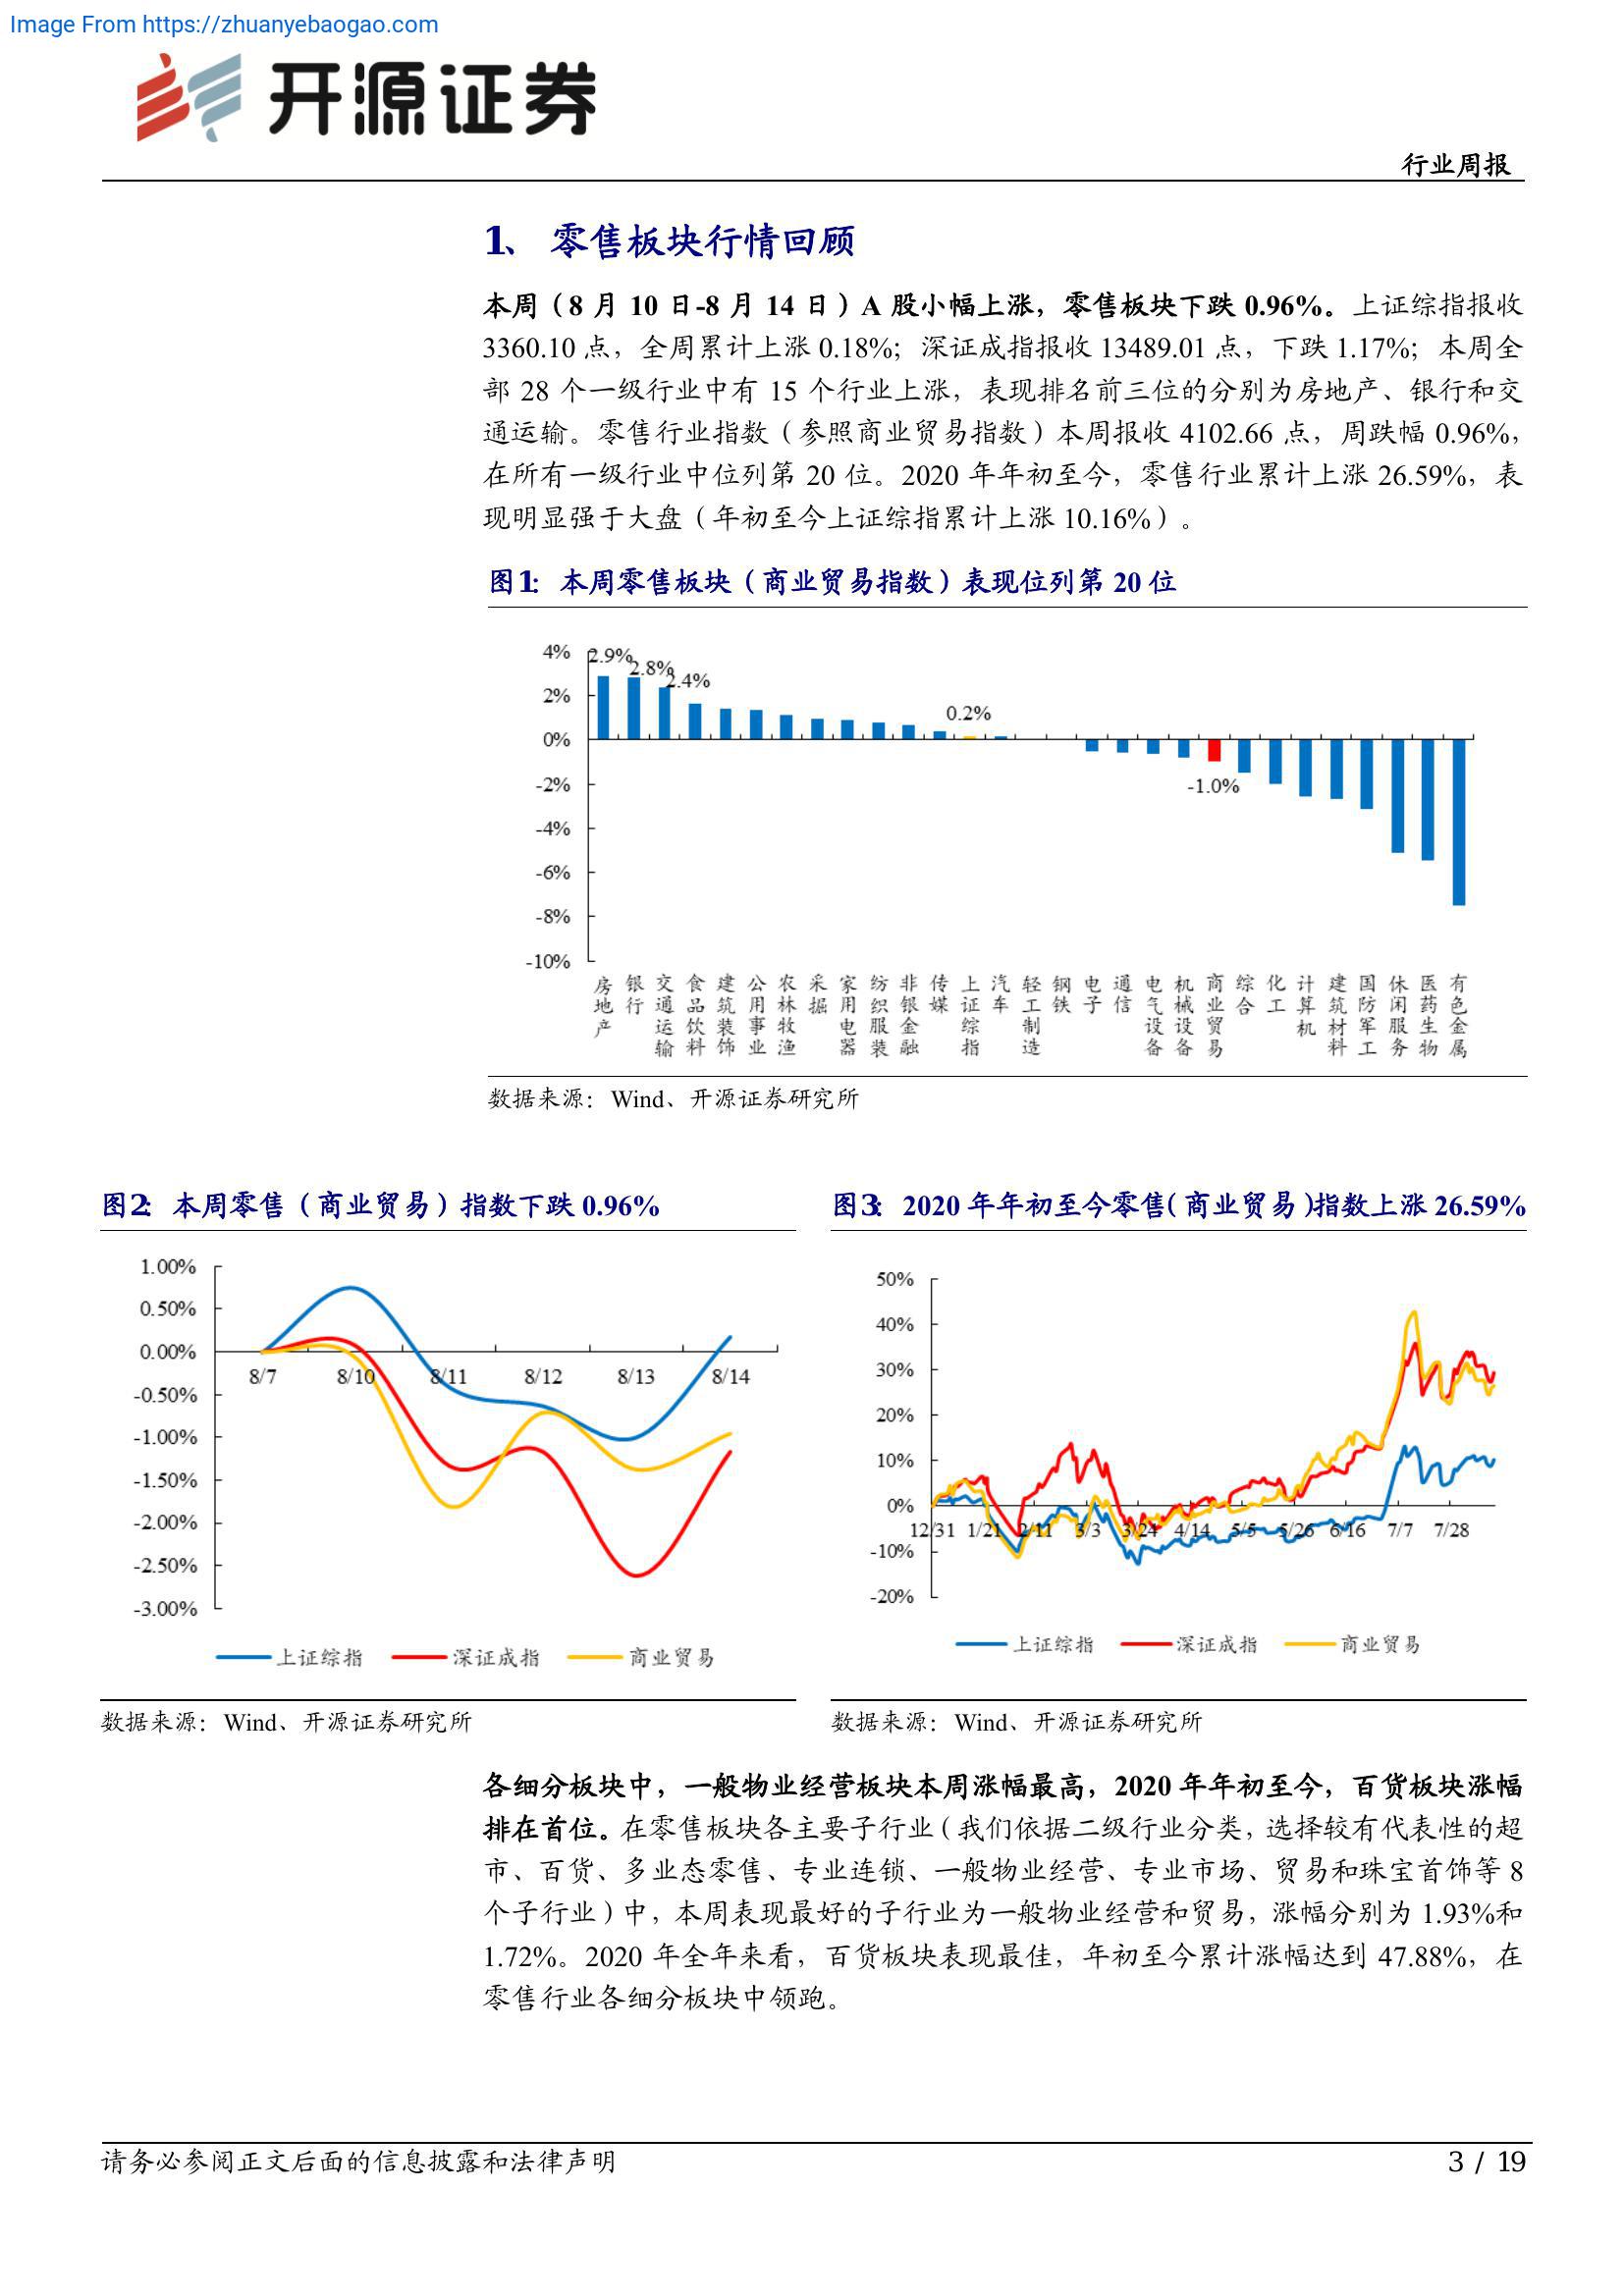 Image From https://zhuanyebaogao.com
开源证券
行业周报
1、 零售板块行情回顾
本周（8 月 10 日-8 月 14 日）A 股小幅上涨，零售板块下跌 0.96%。上证综指报收
3360.10 点，全周累计上涨 0.18%；深证成指报收 13489.01 点，下跌 1.17%；本周全
部 28 个一级行业中有 15 个行业上涨，表现排名前三位的分别为房地产、银行和交
通运输。零售行业指数（参照商业贸易指数）本周报收 4102.66 点，周跌幅 0.96%，
在所有一级行业中位列第 20 位。2020 年年初至今，零售行业累计上涨 26.59%，表
现明显强于大盘（年初至今上证综指累计上涨 10.16%）。
图1： 本周零售板块（商业贸易指数）表现位列第 20 位
4%
2%
0%
-2%
-4%
-6%
-8%
-10%
2.9%
2.8%
2.4%
0.2%
-1.0%
房地产
银行
交通运输
食品饮料
建筑装饰
公用事业
农林牧渔
采掘
家用电器
纺织服装
非银金融
传媒
上证综指
汽车
轻工制造
钢铁
电子
通信
电气设备
机械设备
商业贸易
综合
化工
计算机
建筑材料
国防军工
休闲服务
医药生物
有色金属
数据来源：Wind、开源证券研究所
图2： 本周零售（商业贸易）指数下跌 0.96%
1.00%
0.50%
0.00%
-0.50%
-1.00%
-1.50%
-2.00%
-2.50%
-3.00%
8/7 8/10 8/11 8/12 8/13 8/14
上证综指 深证成指 商业贸易
数据来源：Wind、开源证券研究所
图3： 2020 年年初至今零售(商业贸易)指数上涨 26.59%
50%
40%
30%
20%
10%
0%
-10%
-20%
12/31 1/21 2/11 3/3 3/24 4/14 5/5 5/26 6/16 7/7 7/28
上证综指 深证成指 商业贸易
数据来源：Wind、开源证券研究所
各细分板块中，一般物业经营板块本周涨幅最高，2020 年年初至今，百货板块涨幅
排在首位。在零售板块各主要子行业（我们依据二级行业分类，选择较有代表性的超
市、百货、多业态零售、专业连锁、一般物业经营、专业市场、贸易和珠宝首饰等 8
个子行业）中，本周表现最好的子行业为一般物业经营和贸易，涨幅分别为 1.93%和
1.72%。2020 年全年来看，百货板块表现最佳，年初至今累计涨幅达到 47.88%，在
零售行业各细分板块中领跑。
请务必参阅正文后面的信息披露和法律声明
3 / 19